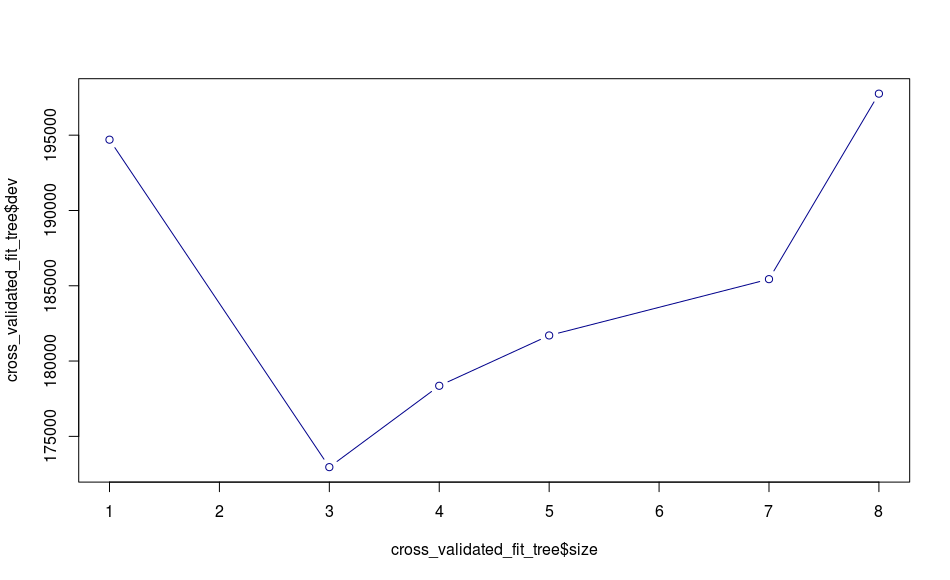 195000
190000
185000
180000
175000
cross_validated_fit_tree$dev
1 2 3 4 5 6 7 8
cross_validated_fit_tree$size